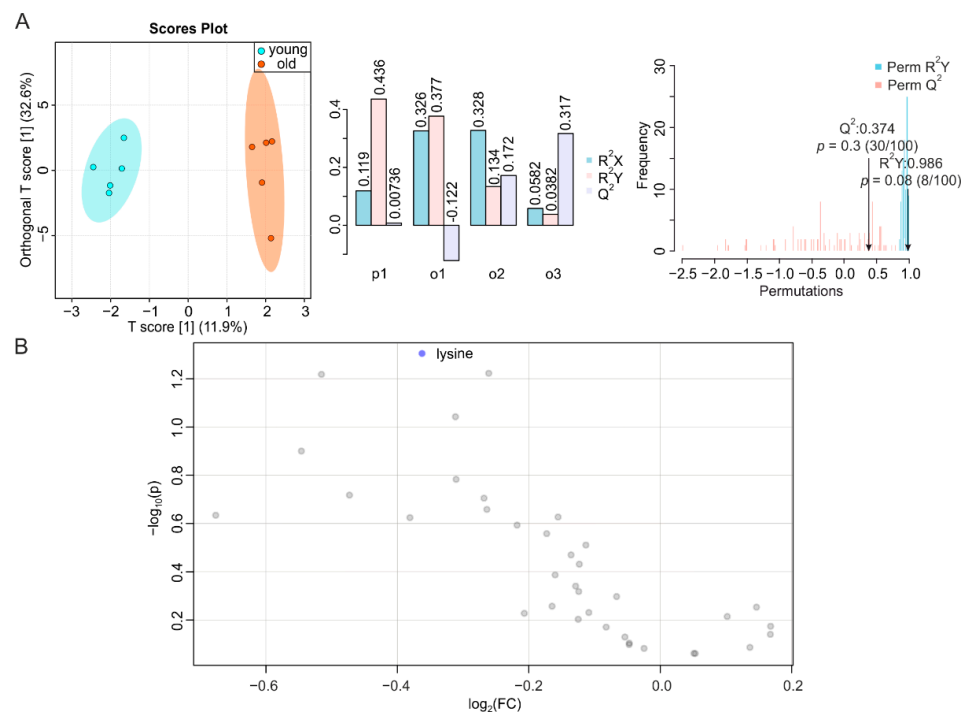 A
Scores Plot
young
old
Orthogonal T score [1] (32.6%)
5
0
−5
−3
−2
−1
0
1
2
3
T score [1] (11.9%)
0.4
0.2
0.0
0.119
0.436
0.00736
0.326
0.377
−0.122
0.328
0.134
0.172
0.0582
0.0382
0.317
R²X
R²Y
Q²
p1
o1
o2
o3
Perm R²Y
Perm Q²
Frequency
30
20
10
0
Q²:0.374
p = 0.3 (30/100)
R²Y:0.986
p = 0.08 (8/100)
−2.5
−2.0
−1.5
−1.0
−0.5
0.0
0.5
1.0
Permutations
B
lysine
−log₁₀(p)
1.2
1.0
0.8
0.6
0.4
0.2
−0.6
−0.4
−0.2
0.0
0.2
log₂(FC)